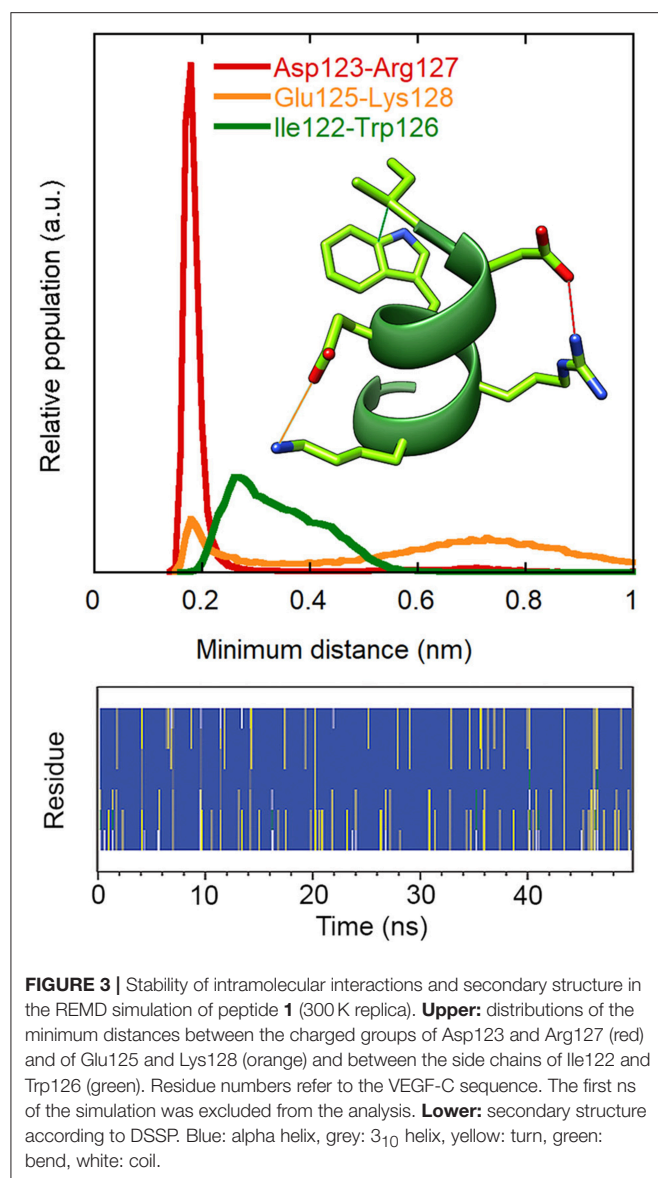 Asp123-Arg127
Glu125-Lys128
Ile122-Trp126
Relative population (a.u.)
0 0.2 0.4 0.6 0.8 1
Minimum distance (nm)
Residue
0 10 20 30 40
Time (ns)
FIGURE 3 | Stability of intramolecular interactions and secondary structure in
the REMD simulation of peptide 1 (300 K replica). Upper: distributions of the
minimum distances between the charged groups of Asp123 and Arg127 (red)
and of Glu125 and Lys128 (orange) and between the side chains of Ile122 and
Trp126 (green). Residue numbers refer to the VEGF-C sequence. The first ns
of the simulation was excluded from the analysis. Lower: secondary structure
according to DSSP. Blue: alpha helix, grey: 3₁₀ helix, yellow: turn, green:
bend, white: coil.